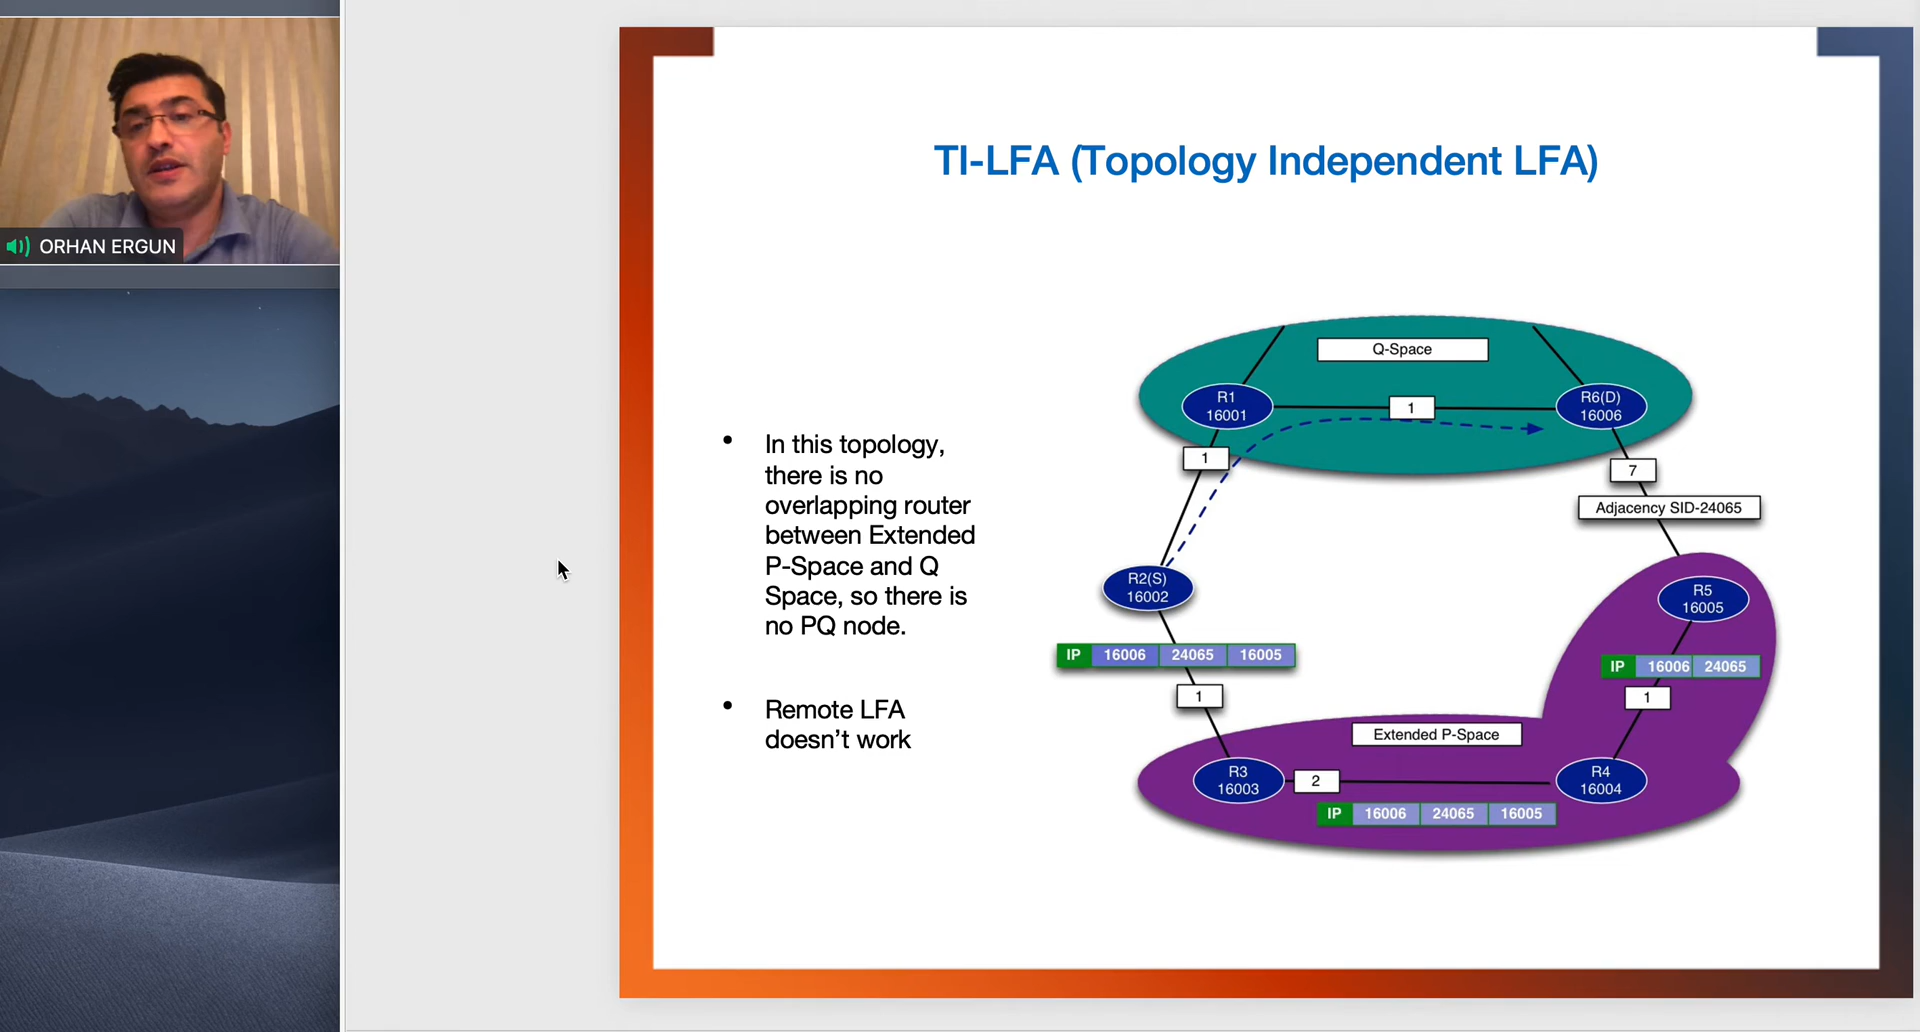 ORHAN ERGUN
TI-LFA (Topology Independent LFA)
• In this topology,
there is no
overlapping router
between Extended
P-Space and Q
Space, so there is
no PQ node.
• Remote LFA
doesn’t work
Q-Space
R1
16001
1
R6(D)
16006
1
7
Adjacency SID-24065
R2(S)
16002
R5
16005
IP 16006 24065 16005
IP 16006 24065
1
1
Extended P-Space
R3
16003
2
R4
16004
IP 16006 24065 16005